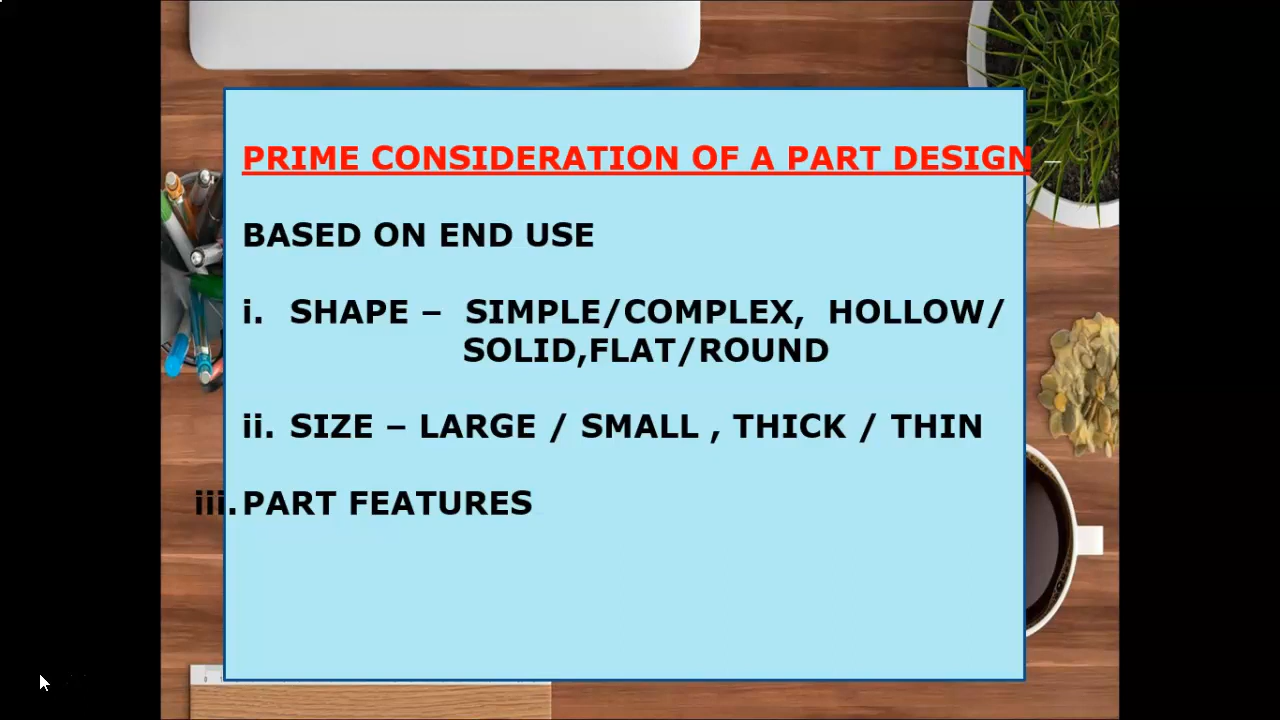 PRIME CONSIDERATION OF A PART DESIGN –
BASED ON END USE
i. SHAPE – SIMPLE/COMPLEX, HOLLOW/
SOLID,FLAT/ROUND
ii. SIZE – LARGE / SMALL , THICK / THIN
iii. PART FEATURES